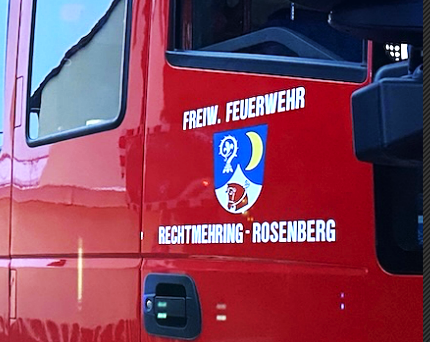 FREIW. FEUERWEHR
RECHTMEHRING - ROSENBERG